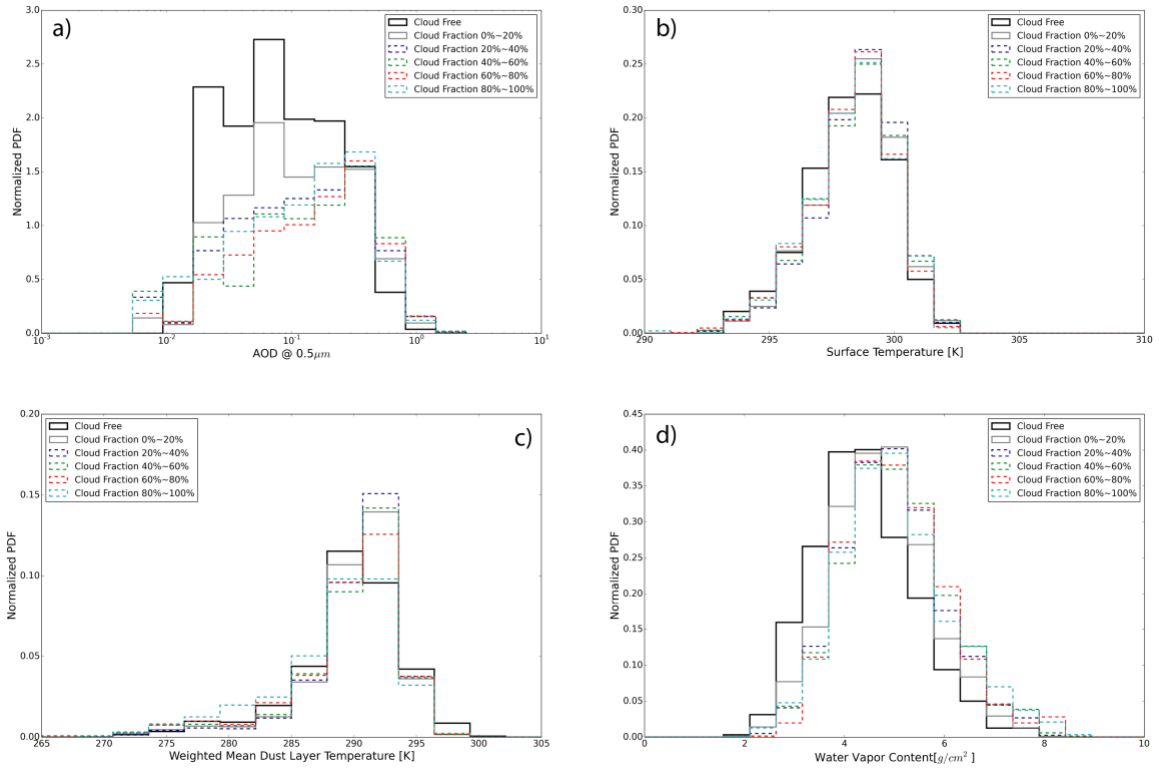 a)
Cloud Free
Cloud Fraction 0%~20%
Cloud Fraction 20%~40%
Cloud Fraction 40%~60%
Cloud Fraction 60%~80%
Cloud Fraction 80%~100%
Normalized PDF
3.0
2.5
2.0
1.5
1.0
0.5
0.0
10⁻³ 10⁻² 10⁻¹ 10⁰ 10¹
AOD @ 0.5μm
b)
Cloud Free
Cloud Fraction 0%~20%
Cloud Fraction 20%~40%
Cloud Fraction 40%~60%
Cloud Fraction 60%~80%
Cloud Fraction 80%~100%
Normalized PDF
0.30
0.25
0.20
0.15
0.10
0.05
0.00
290 295 300 305 310
Surface Temperature [K]
c)
Cloud Free
Cloud Fraction 0%~20%
Cloud Fraction 20%~40%
Cloud Fraction 40%~60%
Cloud Fraction 60%~80%
Cloud Fraction 80%~100%
Normalized PDF
0.20
0.15
0.10
0.05
0.00
265 270 275 280 285 290 295 300 305
Weighted Mean Dust Layer Temperature [K]
d)
Cloud Free
Cloud Fraction 0%~20%
Cloud Fraction 20%~40%
Cloud Fraction 40%~60%
Cloud Fraction 60%~80%
Cloud Fraction 80%~100%
Normalized PDF
0.45
0.40
0.35
0.30
0.25
0.20
0.15
0.10
0.05
0.00
0 2 4 6 8 10
Water Vapor Content[g/cm²]